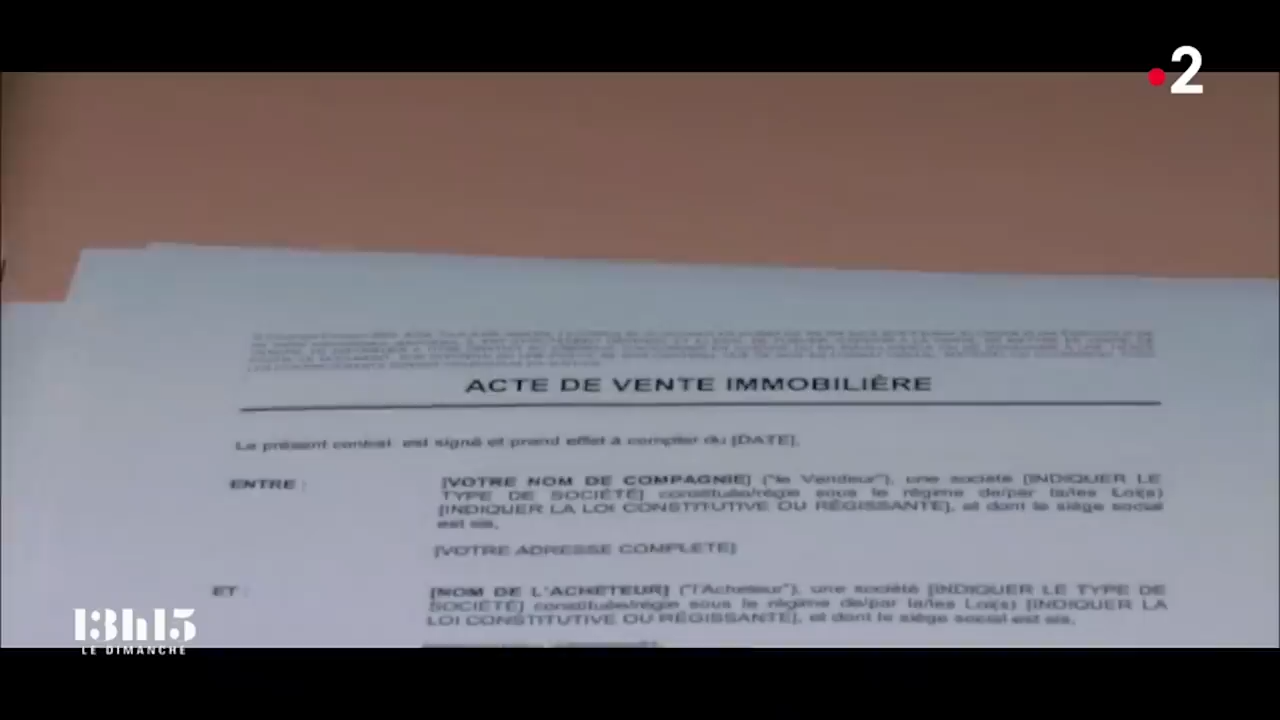 2
ACTE DE VENTE IMMOBILIÈRE
Le présent contrat est signé et prend effet à compter du [DATE],
ENTRE :
[VOTRE NOM DE COMPAGNIE] ("le Vendeur"), une société [INDIQUER LE
TYPE DE SOCIÉTÉ] constituée/régie sous le régime de/par la/les Loi(s)
[INDIQUER LA LOI CONSTITUTIVE OU RÉGISSANTE], et dont le siège social
est sis,
[VOTRE ADRESSE COMPLÈTE]
ET :
[NOM DE L'ACHETEUR] ("l'Acheteur"), une société [INDIQUER LE TYPE DE
SOCIÉTÉ] constituée/régie sous le régime de/par la/les Loi(s) [INDIQUER LA
LOI CONSTITUTIVE OU RÉGISSANTE], et dont le siège social est sis,
13h15
LE DIMANCHE